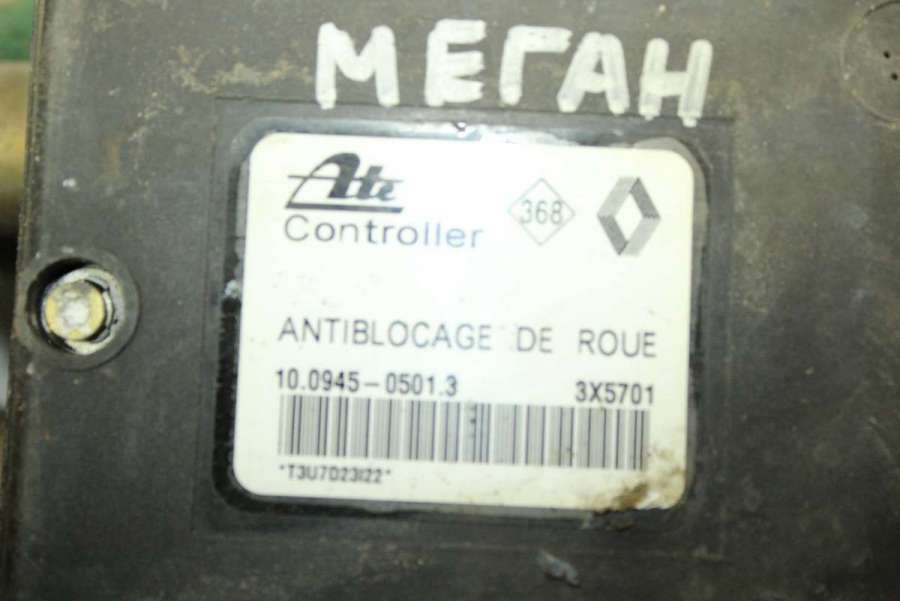 МЕГАН
Ate
368
Controller
ANTIBLOCAGE DE ROUE
10.0945-0501.3 3X5701
*T3U7D23I22*